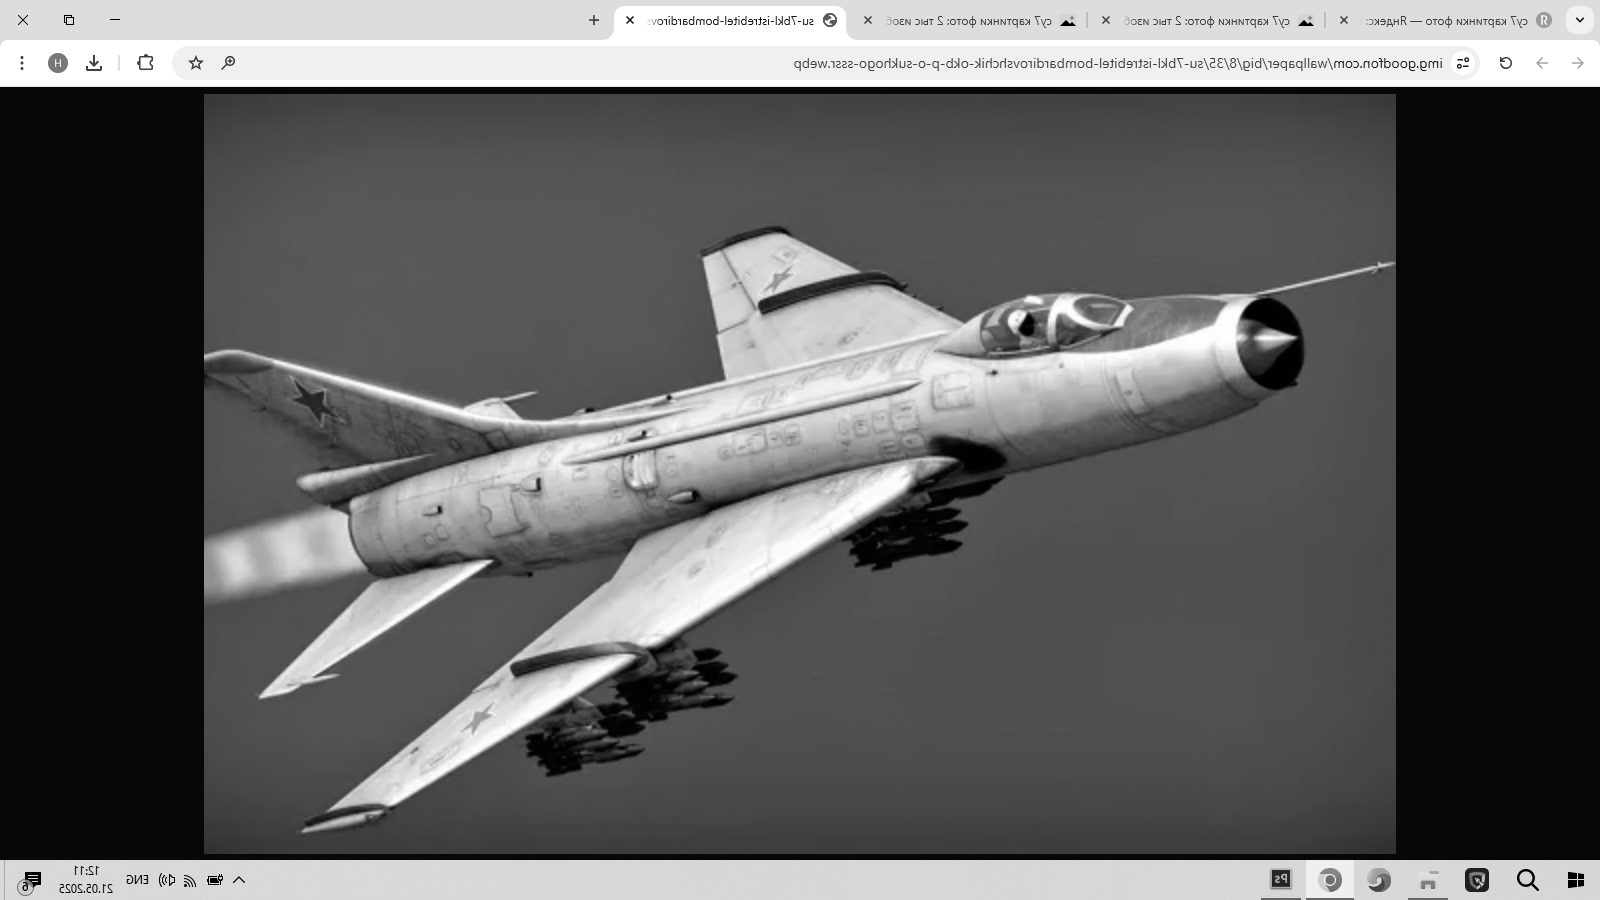 су7 картинки фото — Яндекс:
су7 картинки фото: 2 тыс изоб
су7 картинки фото: 2 тыс изоб
su-7bkl-istrebitel-bombardirovs
img.goodfon.com/wallpaper/big/8/35/su-7bkl-istrebitel-bombardirovshchik-okb-p-o-sukhogo-sssr.webp
H
Ps
ENG
12:11
21.05.2025
6